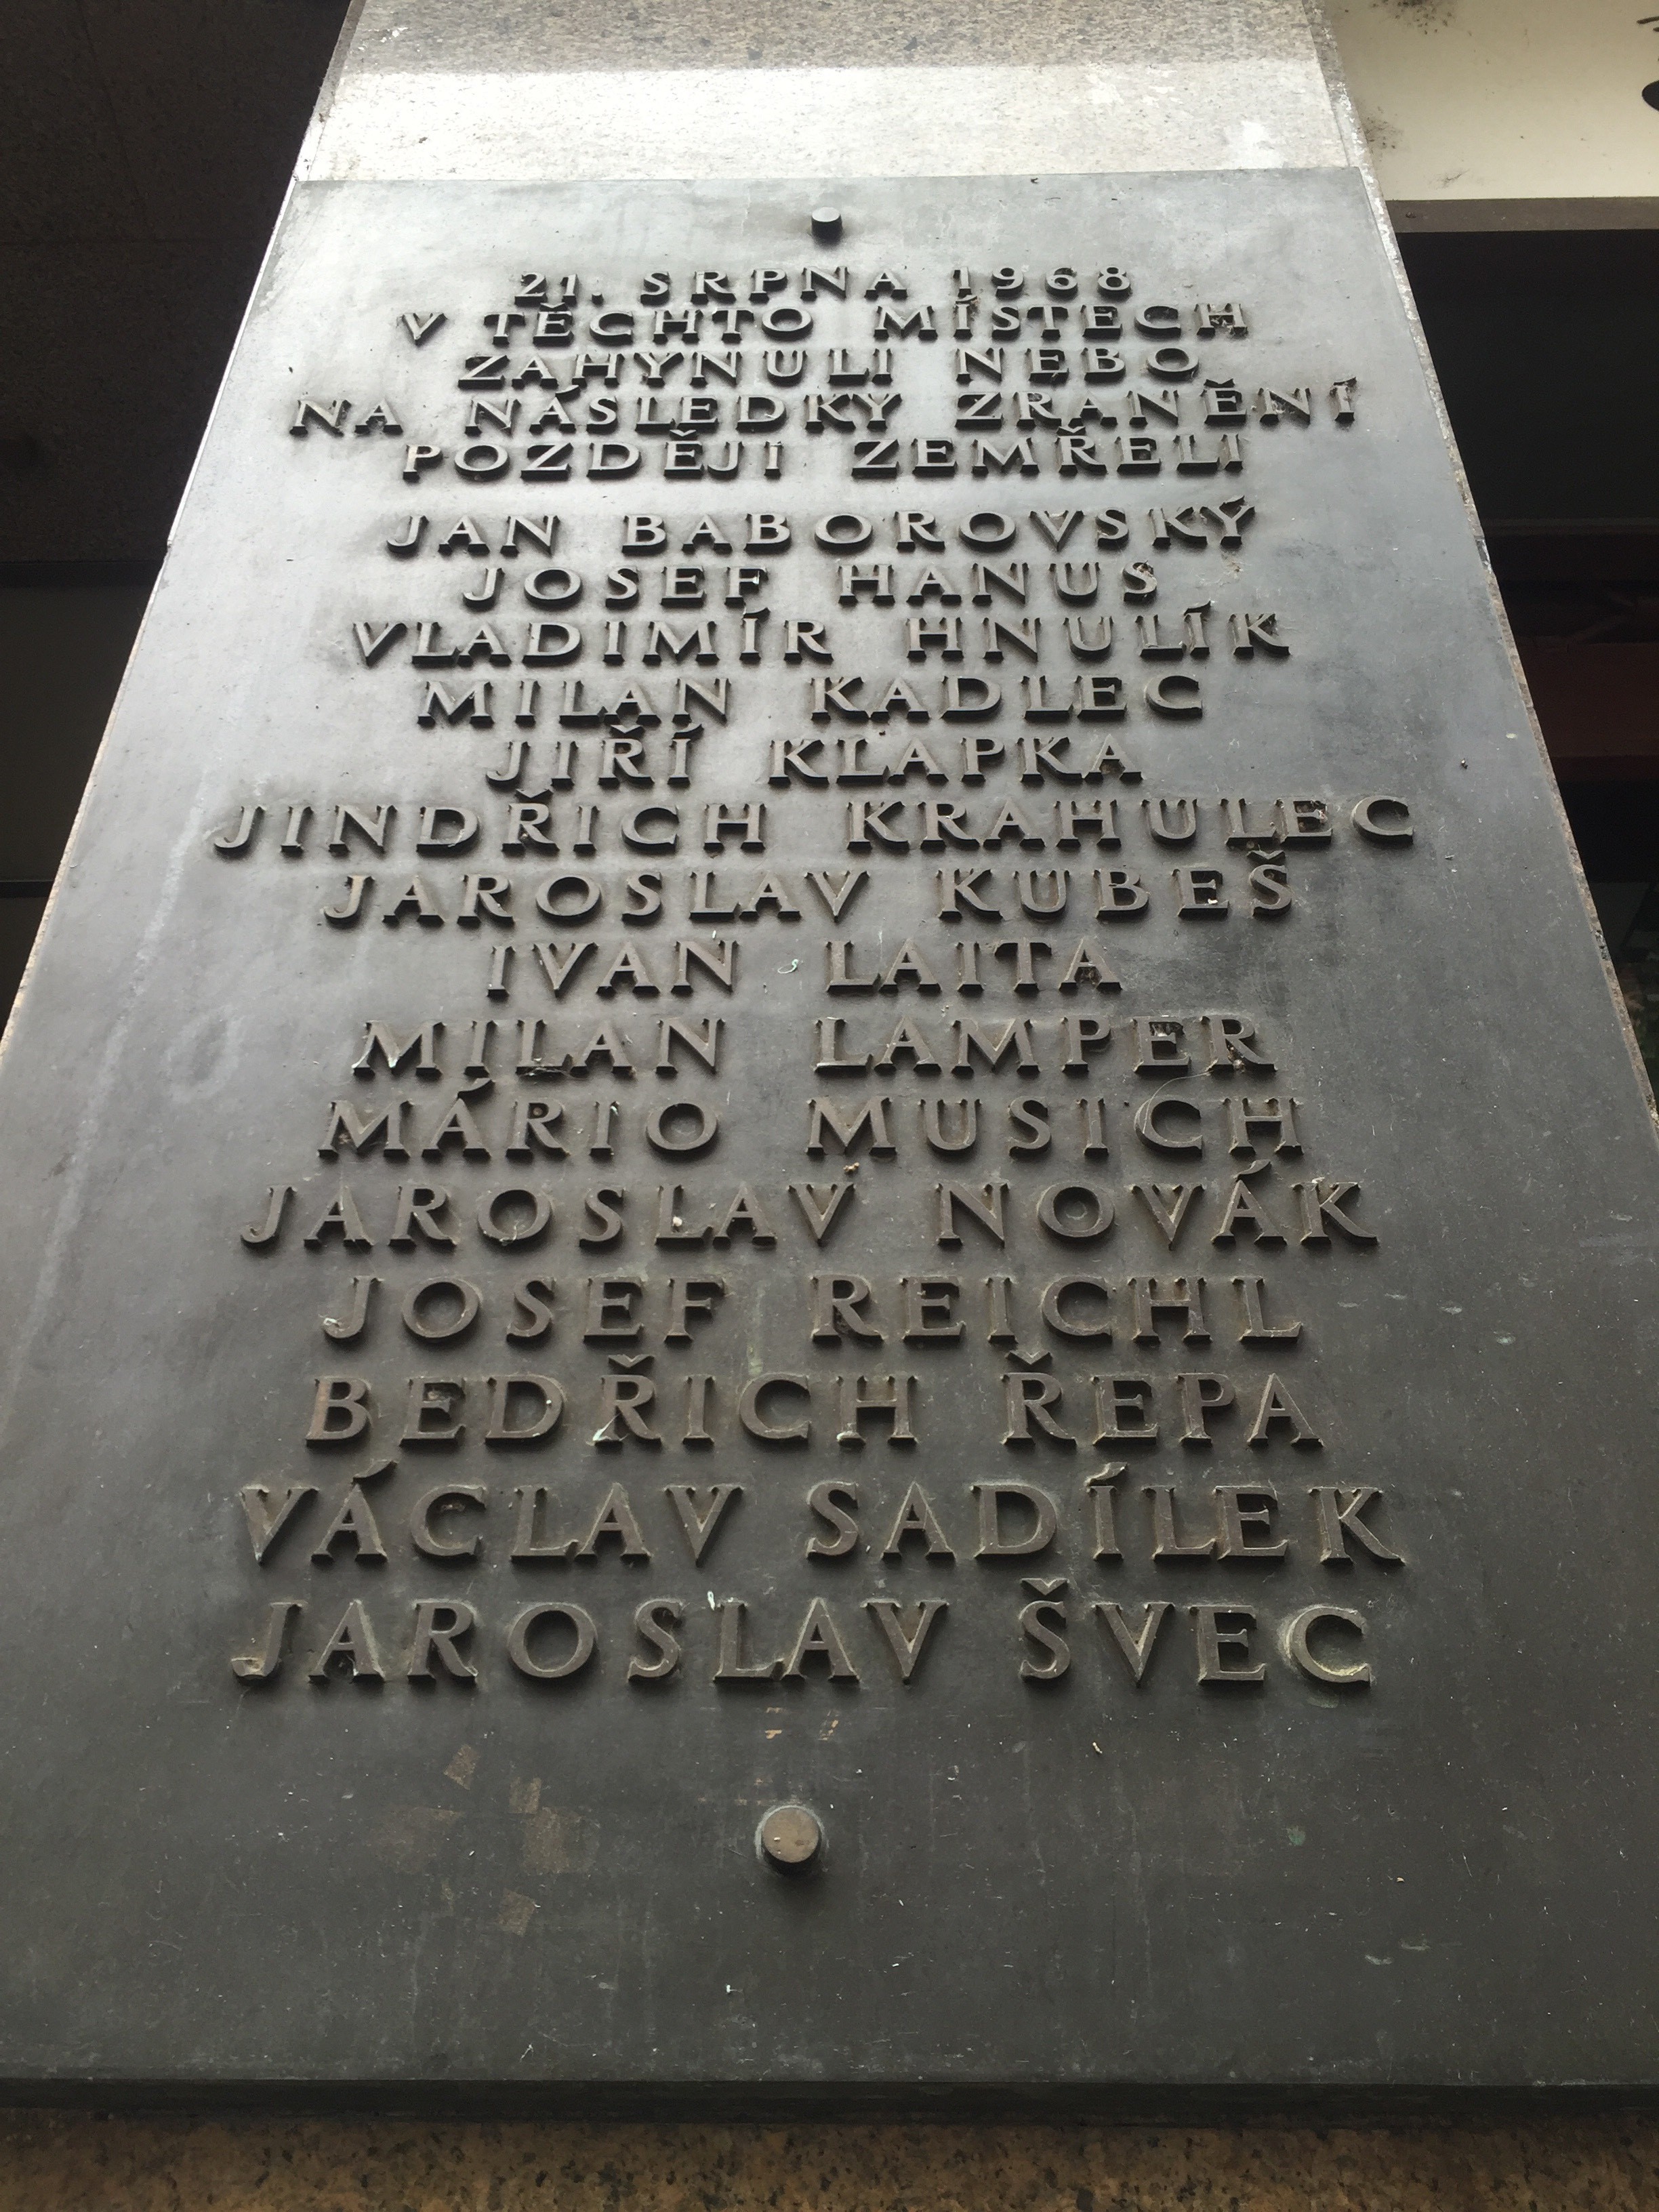 21. SRPNA 1968
V TĚCHTO MÍSTECH
ZAHYNULI NEBO
NA NÁSLEDKY ZRANĚNÍ
POZDĚJI ZEMŘELI
JAN BABOROVSKÝ
JOSEF HANUS
VLADIMÍR HNULÍK
MILAN KADLEC
JIŘÍ KLAPKA
JINDŘICH KRAHULEC
JAROSLAV KUBEŠ
IVAN LAITA
MILAN LAMPER
MÁRIO MUSICH
JAROSLAV NOVÁK
JOSEF REICHL
BEDŘICH ŘEPA
VÁCLAV SADÍLEK
JAROSLAV ŠVEC